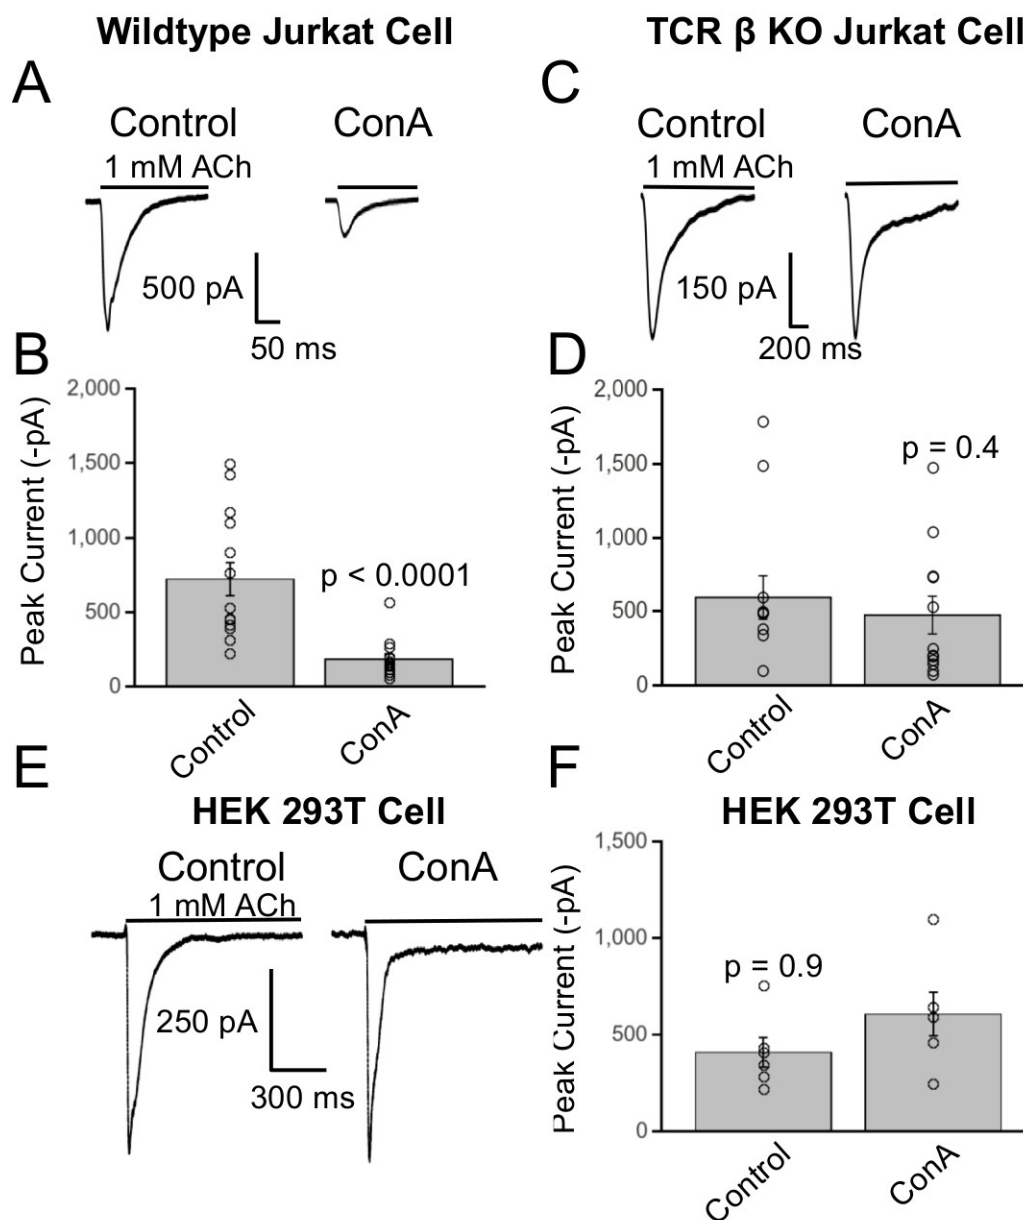 Wildtype Jurkat Cell
TCR β KO Jurkat Cell
A
Control
ConA
1 mM ACh
500 pA
50 ms
C
Control
ConA
1 mM ACh
150 pA
200 ms
B
Peak Current (-pA)
2,000
1,500
1,000
500
0
p < 0.0001
Control
ConA
D
Peak Current (-pA)
2,000
1,500
1,000
500
0
p = 0.4
Control
ConA
E
HEK 293T Cell
Control
ConA
1 mM ACh
250 pA
300 ms
F
HEK 293T Cell
Peak Current (-pA)
1,500
1,000
500
0
p = 0.9
Control
ConA